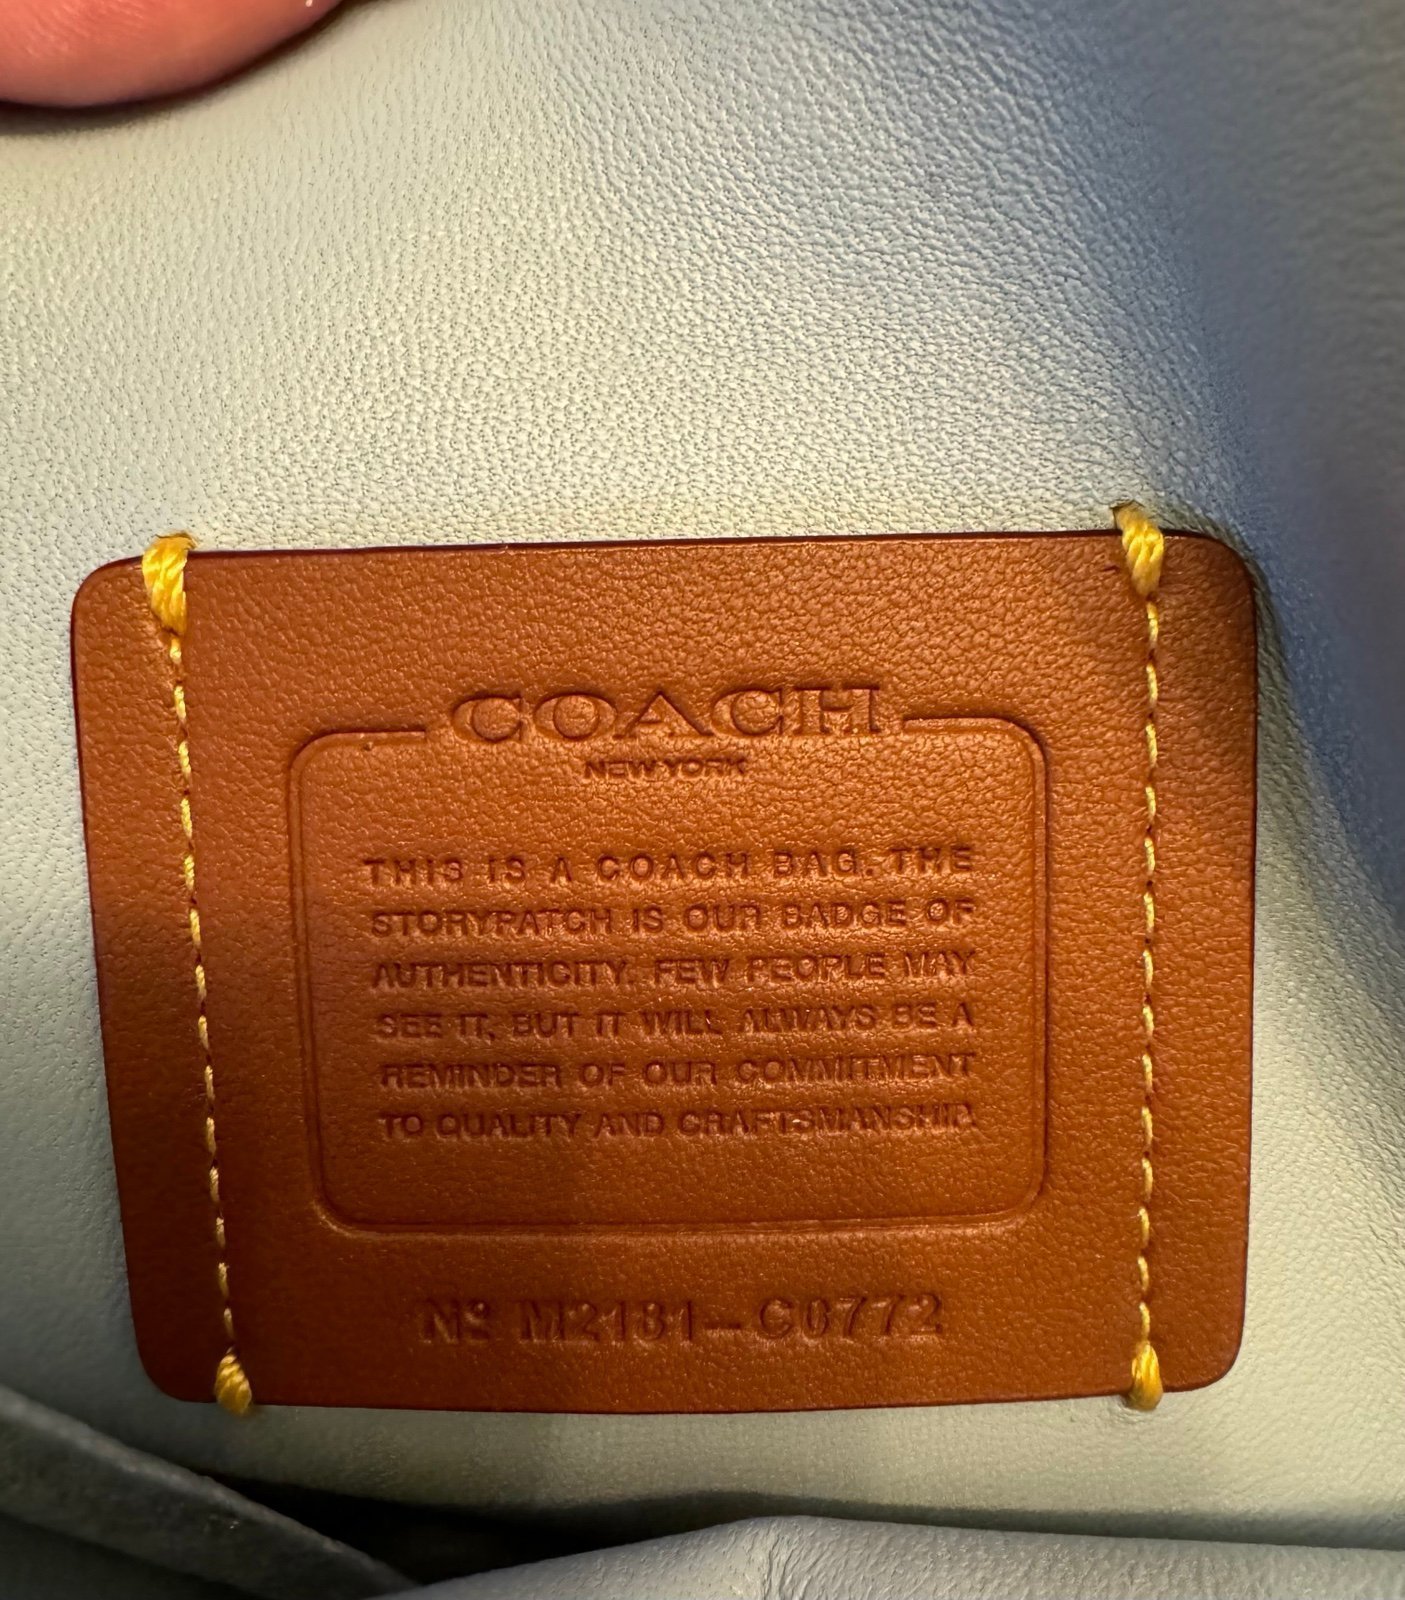 COACH
NEW YORK
THIS IS A COACH BAG. THE
STORYPATCH IS OUR BADGE OF
AUTHENTICITY. FEW PEOPLE MAY
SEE IT, BUT IT WILL ALWAYS BE A
REMINDER OF OUR COMMITMENT
TO QUALITY AND CRAFTSMANSHIP.
Nº M2181-C6772